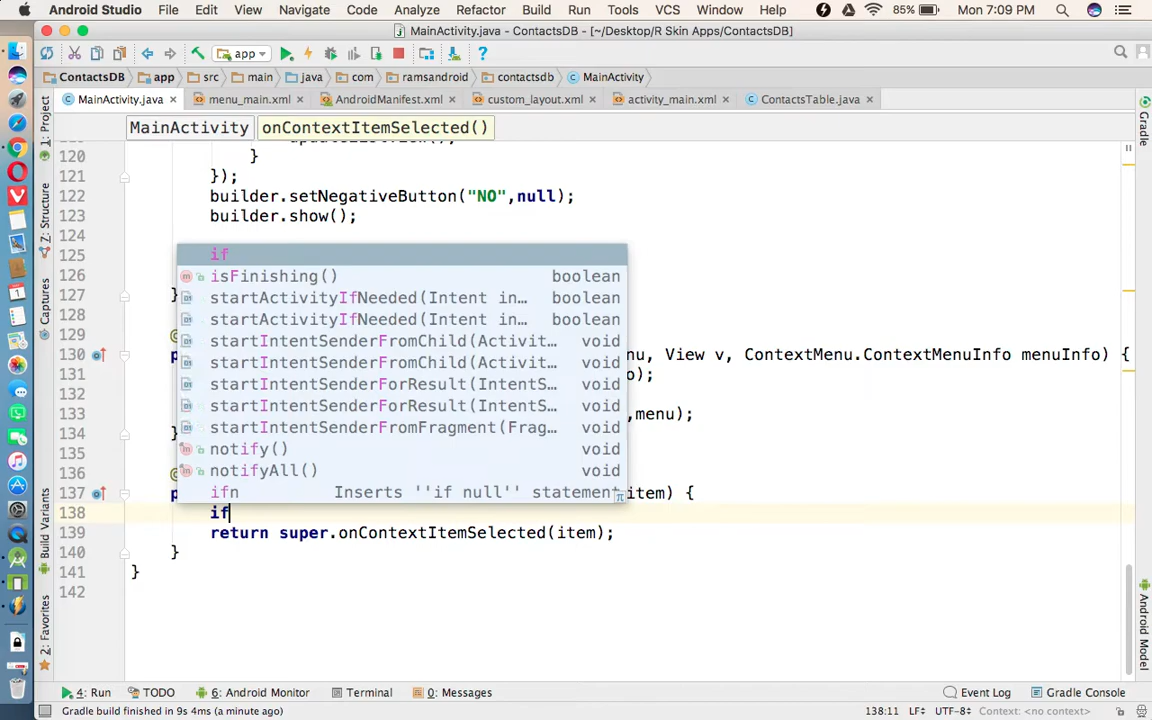 Android Studio File Edit View Navigate Code Analyze Refactor Build Run Tools VCS Window Help 85% Mon 7:09 PM
MainActivity.java - ContactsDB - [~/Desktop/R Skin Apps/ContactsDB]
app
ContactsDB app src main java com ramsandroid contactsdb MainActivity
MainActivity.java menu_main.xml AndroidManifest.xml custom_layout.xml activity_main.xml ContactsTable.java
MainActivity onContextItemSelected()
120 }
121 });
122 builder.setNegativeButton("NO",null);
123 builder.show();
124
125 if
isFinishing() boolean
126
startActivityIfNeeded(Intent in… boolean
127 }
startActivityIfNeeded(Intent in… boolean
128
129 @
startIntentSenderFromChild(Activit… void
130 p nu, View v, ContextMenu.ContextMenuInfo menuInfo) {
startIntentSenderFromChild(Activit… void
131 o);
startIntentSenderForResult(IntentS… void
132
startIntentSenderForResult(IntentS… void
133 ,menu);
startIntentSenderFromFragment(Frag… void
134 }
notify() void
135
notifyAll() void
136 @
137 p item) {
ifn Inserts ''if null'' statement π
138 if
139 return super.onContextItemSelected(item);
140 }
141 }
142
1: Project
Z: Structure
Captures
Build Variants
2: Favorites
Gradle
Android Model
4: Run TODO 6: Android Monitor Terminal 0: Messages Event Log Gradle Console
Gradle build finished in 9s 4ms (a minute ago) 138:11 LF UTF-8 Context: <no context>